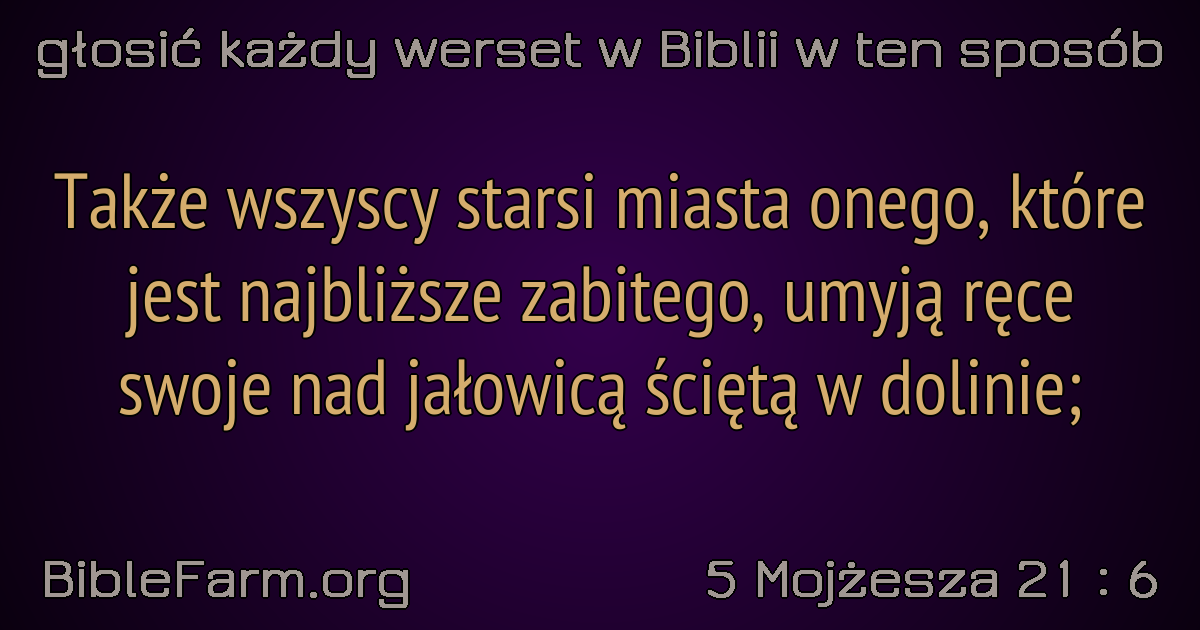 głosić każdy werset w Biblii w ten sposób
Także wszyscy starsi miasta onego, które
jest najbliższe zabitego, umyją ręce
swoje nad jałowicą ściętą w dolinie;
BibleFarm.org
5 Mojżesza 21 : 6